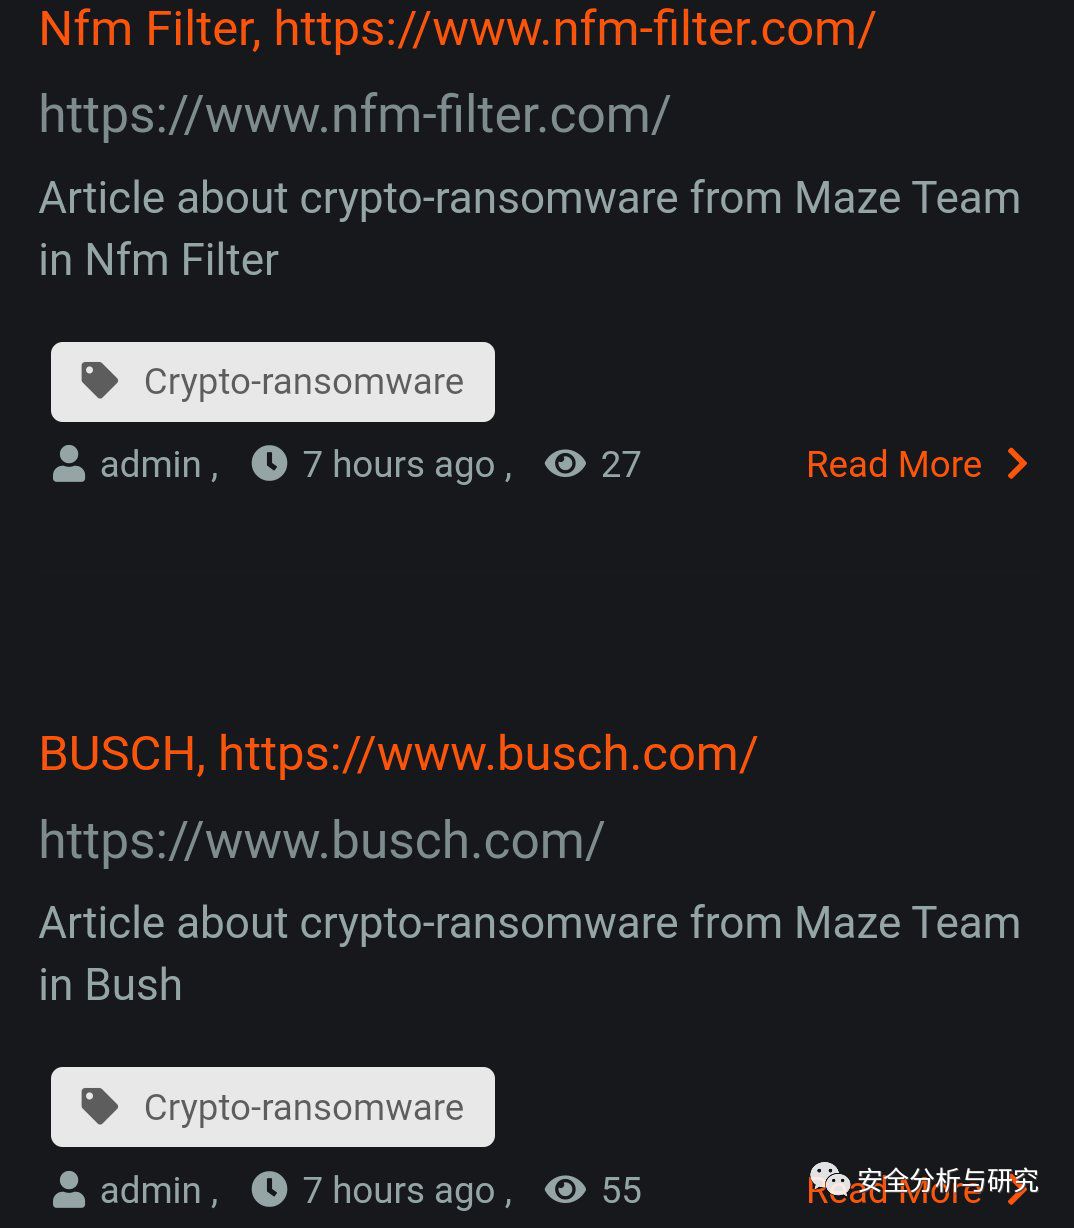 Nfm Filter, https://www.nfm-filter.com/
https://www.nfm-filter.com/
Article about crypto-ransomware from Maze Team
in Nfm Filter
Crypto-ransomware
admin , 7 hours ago , 27 Read More
BUSCH, https://www.busch.com/
https://www.busch.com/
Article about crypto-ransomware from Maze Team
in Bush
Crypto-ransomware
admin , 7 hours ago , 55 Read More
安全分析与研究